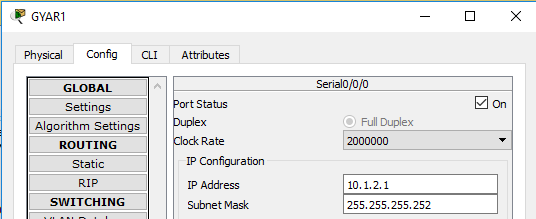 GYAR1
Physical Config CLI Attributes
GLOBAL
Settings
Algorithm Settings
ROUTING
Static
RIP
SWITCHING
Serial0/0/0
Port Status On
Duplex Full Duplex
Clock Rate 2000000
IP Configuration
IP Address 10.1.2.1
Subnet Mask 255.255.255.252